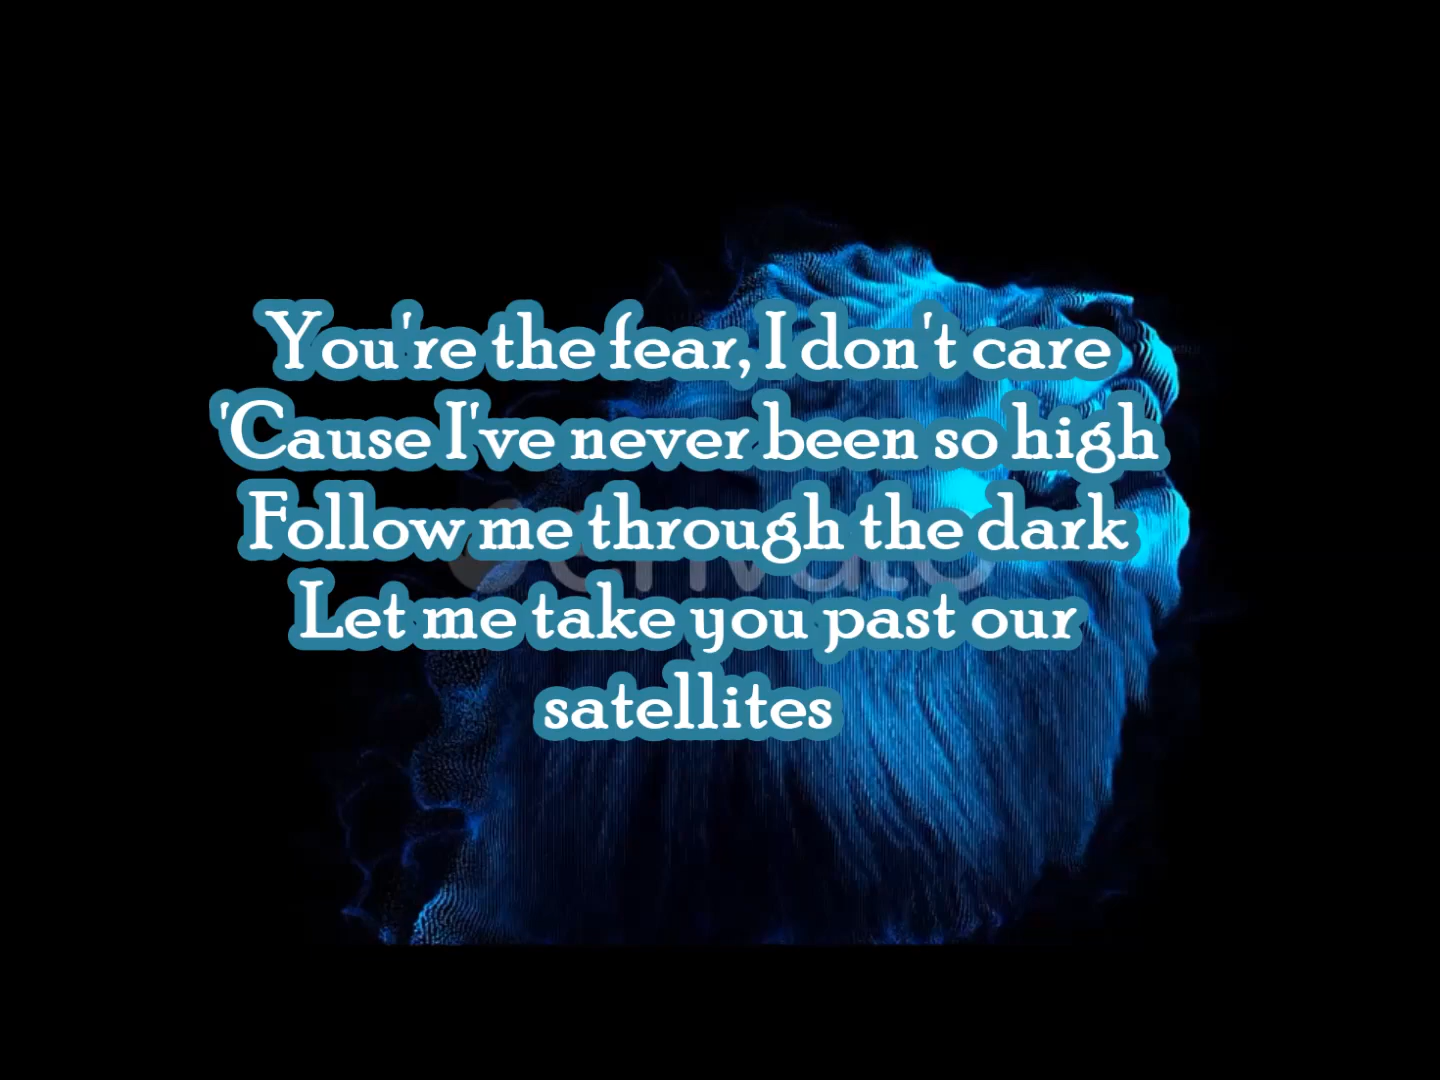 You're the fear, I don't care
'Cause I've never been so high
Follow me through the dark
Let me take you past our
satellites
envato